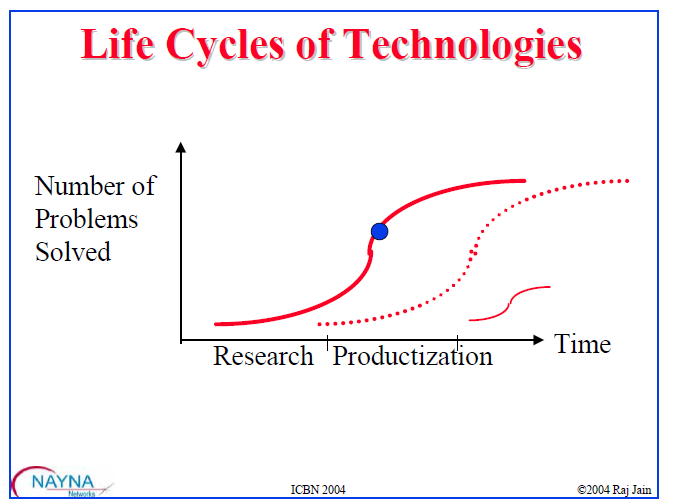 Life Cycles of Technologies
Number of
Problems
Solved
Time
Research Productization
NAYNA
Networks
ICBN 2004
©2004 Raj Jain